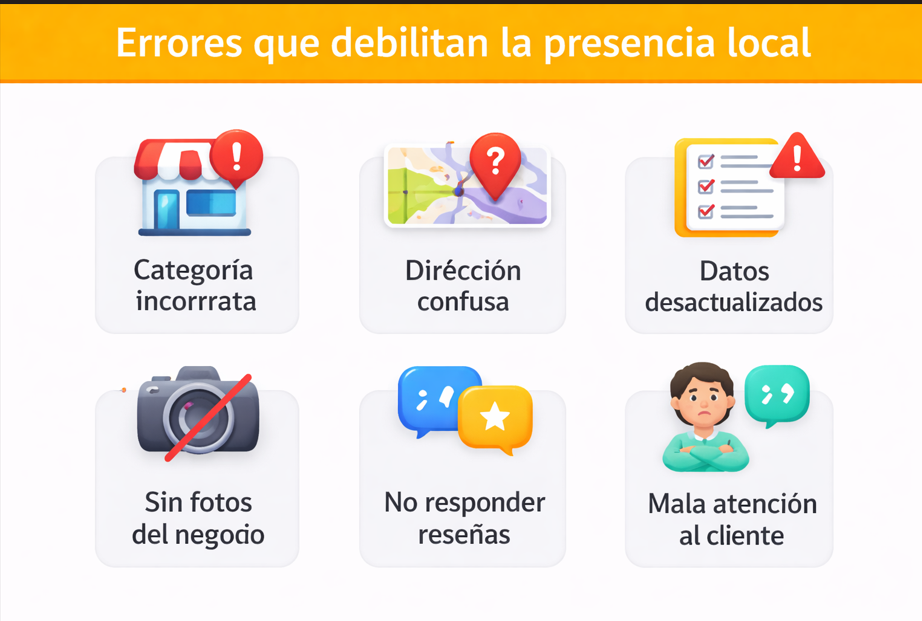 Errores que debilitan la presencia local
Categoría
incorrrata
Dirécción
confusa
Datos
desactualizados
Sin fotos
del negocio
No responder
reseñas
Mala atención
al cliente